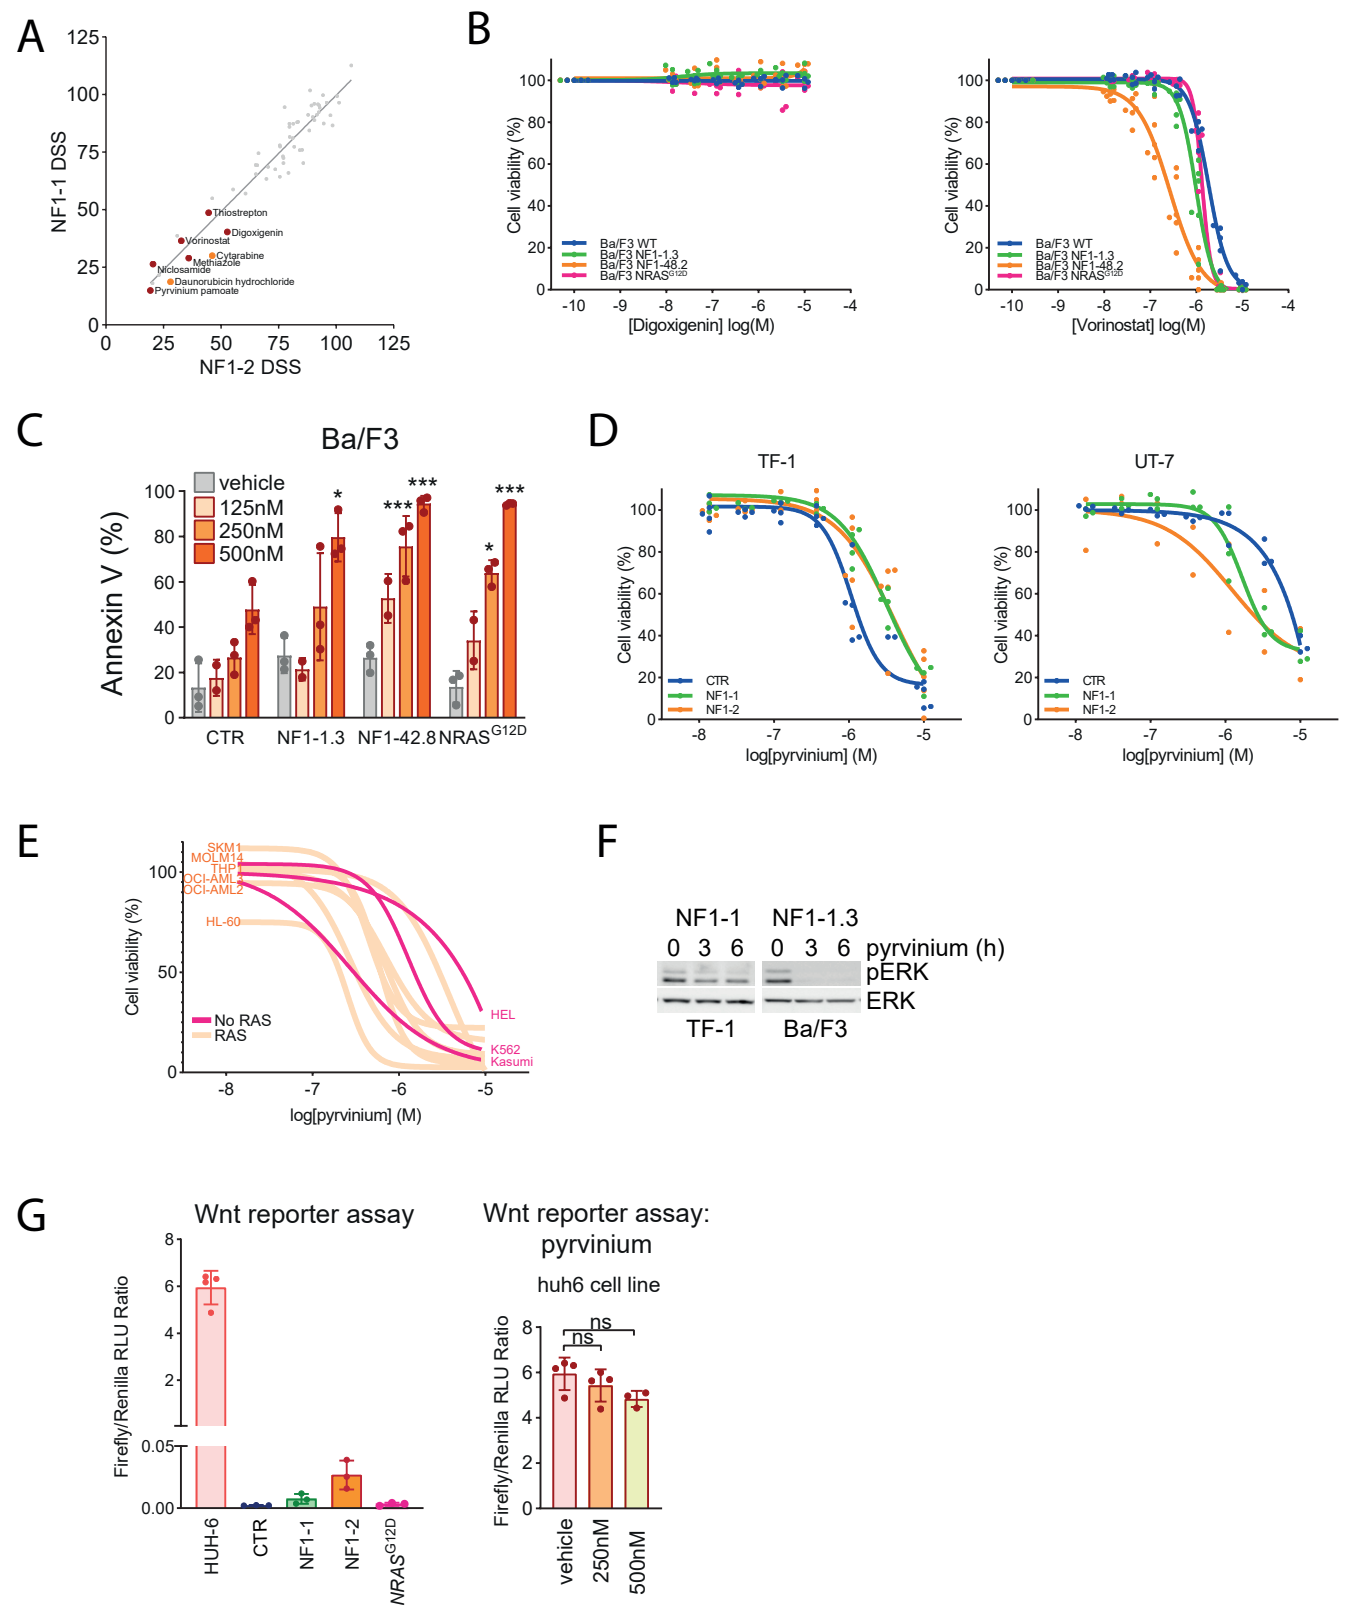 A
125
100
75
50
25
0
NF1-1 DSS
Thiostrepton
Digoxigenin
Vorinostat
Cytarabine
Methiazole
Niclosamide
Daunorubicin hydrochloride
Pyrvinium pamoate
0 25 50 75 100 125
NF1-2 DSS
B
100
80
60
40
20
0
Cell viability (%)
Ba/F3 WT
Ba/F3 NF1-1.3
Ba/F3 NF1-48.2
Ba/F3 NRAS^G12D
-10 -9 -8 -7 -6 -5 -4
[Digoxigenin] log(M)
100
80
60
40
20
0
Cell viability (%)
Ba/F3 WT
Ba/F3 NF1-1.3
Ba/F3 NF1-48.2
Ba/F3 NRAS^G12D
-10 -9 -8 -7 -6 -5 -4
[Vorinostat] log(M)
C
Ba/F3
vehicle
125nM
250nM
500nM
100
80
60
40
20
0
Annexin V (%)
* *** *** * ***
CTR NF1-1.3 NF1-42.8 NRAS^G12D
D
TF-1
100
80
60
40
20
0
Cell viability (%)
CTR
NF1-1
NF1-2
-8 -7 -6 -5
log[pyrvinium] (M)
UT-7
100
80
60
40
20
0
Cell viability (%)
CTR
NF1-1
NF1-2
-8 -7 -6 -5
log[pyrvinium] (M)
E
SKM1
MOLM14
THP1
OCI-AML3
OCI-AML2
HL-60
100
50
0
Cell viability (%)
No RAS
RAS
HEL
K562
Kasumi
-8 -7 -6 -5
log[pyrvinium] (M)
F
NF1-1 NF1-1.3
0 3 6 0 3 6 pyrvinium (h)
pERK
ERK
TF-1 Ba/F3
G
Wnt reporter assay
8
6
4
2
0.05
0.00
Firefly/Renilla RLU Ratio
HUH-6
CTR
NF1-1
NF1-2
NRAS^G12D
Wnt reporter assay:
pyrvinium
huh6 cell line
8
6
4
2
0
Firefly/Renilla RLU Ratio
ns
ns
vehicle
250nM
500nM